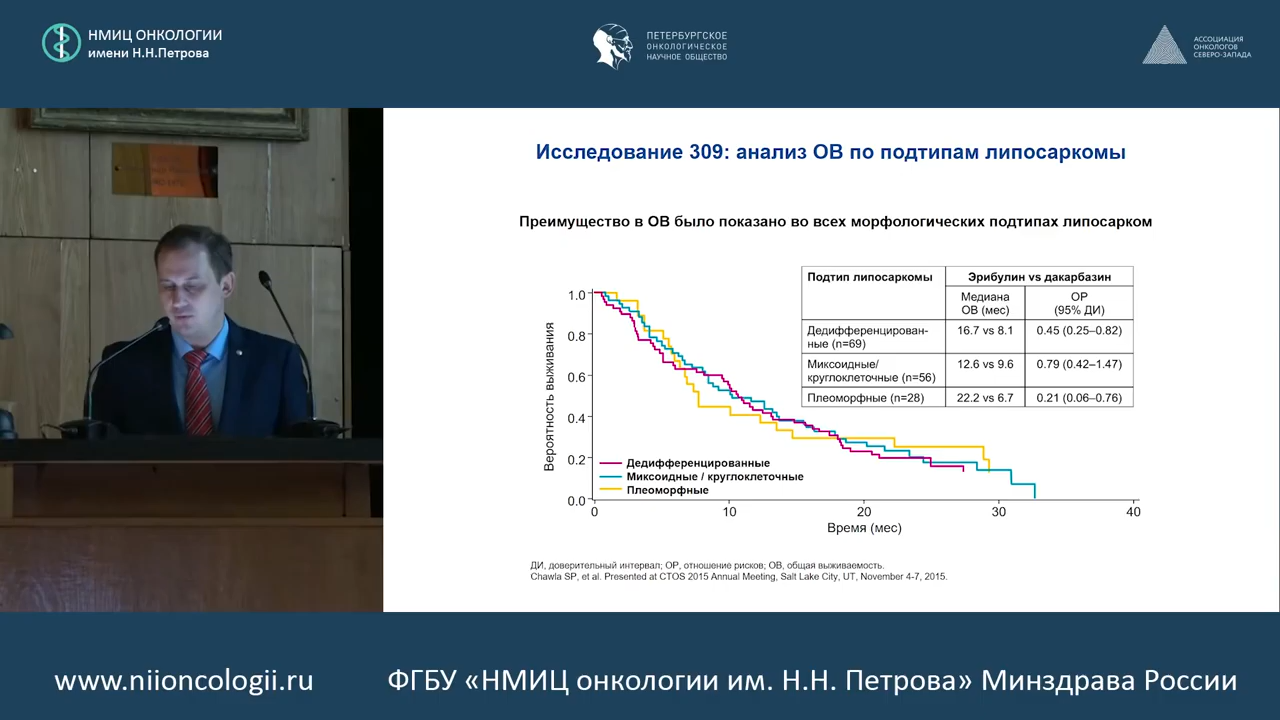 НМИЦ ОНКОЛОГИИ
имени Н.Н.Петрова
ПЕТЕРБУРГСКОЕ
ОНКОЛОГИЧЕСКОЕ
НАУЧНОЕ ОБЩЕСТВО
АССОЦИАЦИЯ
ОНКОЛОГОВ
СЕВЕРО-ЗАПАДА
Исследование 309: анализ ОВ по подтипам липосаркомы
Преимущество в ОВ было показано во всех морфологических подтипах липосарком
Подтип липосаркомы
Эрибулин vs дакарбазин
Медиана
ОВ (мес)
ОР
(95% ДИ)
Дедифференцирован-
ные (n=69)
16.7 vs 8.1
0.45 (0.25–0.82)
Миксоидные/
круглоклеточные (n=56)
12.6 vs 9.6
0.79 (0.42–1.47)
Плеоморфные (n=28)
22.2 vs 6.7
0.21 (0.06–0.76)
Вероятность выживания
1.0
0.8
0.6
0.4
0.2
0.0
Дедифференцированные
Миксоидные / круглоклеточные
Плеоморфные
0 10 20 30 40
Время (мес)
ДИ, доверительный интервал; ОР, отношение рисков; ОВ, общая выживаемость.
Chawla SP, et al. Presented at CTOS 2015 Annual Meeting, Salt Lake City, UT, November 4-7, 2015.
www.niioncologii.ru
ФГБУ «НМИЦ онкологии им. Н.Н. Петрова» Минздрава России